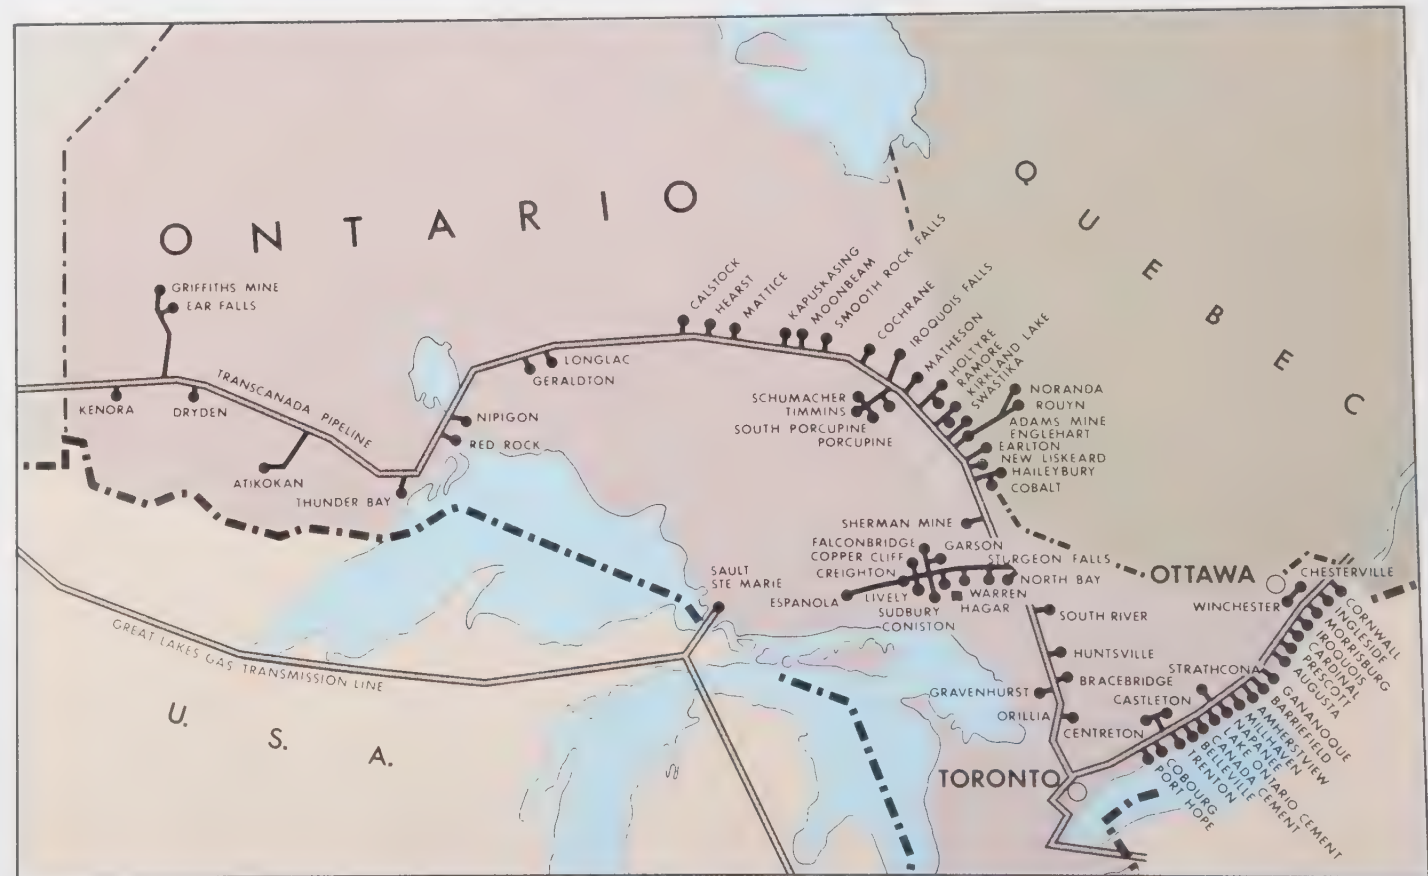 ONTARIO
QUEBEC
U. S. A.
GRIFFITHS MINE
EAR FALLS
KENORA
DRYDEN
TRANSCANADA PIPELINE
ATIKOKAN
THUNDER BAY
NIPIGON
RED ROCK
LONGLAC
GERALDTON
CALSTOCK
HEARST
MATTICE
KAPUSKASING
MOONBEAM
SMOOTH ROCK FALLS
COCHRANE
IROQUOIS FALLS
MATHESON
HOLTYRE
RAMORE
KIRKLAND LAKE
SWASTIKA
SCHUMACHER
TIMMINS
SOUTH PORCUPINE
PORCUPINE
NORANDA
ROUYN
ADAMS MINE
ENGLEHART
EARLTON
NEW LISKEARD
HAILEYBURY
COBALT
SHERMAN MINE
FALCONBRIDGE
GARSON
COPPER CLIFF
STURGEON FALLS
CREIGHTON
NORTH BAY
ESPANOLA
LIVELY
WARREN
SUDBURY
HAGAR
CONISTON
SAULT
STE MARIE
GREAT LAKES GAS TRANSMISSION LINE
SOUTH RIVER
HUNTSVILLE
BRACEBRIDGE
GRAVENHURST
ORILLIA
CENTRETON
CASTLETON
STRATHCONA
TORONTO
OTTAWA
CHESTERVILLE
WINCHESTER
CORNWALL
INGLESIDE
MORRISBURG
IROQUOIS
CARDINAL
PRESCOTT
AUGUSTA
GANANOQUE
BARRIEFIELD
AMHERSTVIEW
MILLHAVEN
NAPANEE
LAKE ONTARIO CEMENT
CANADA CEMENT
BELLEVILLE
TRENTON
COBOURG
PORT HOPE